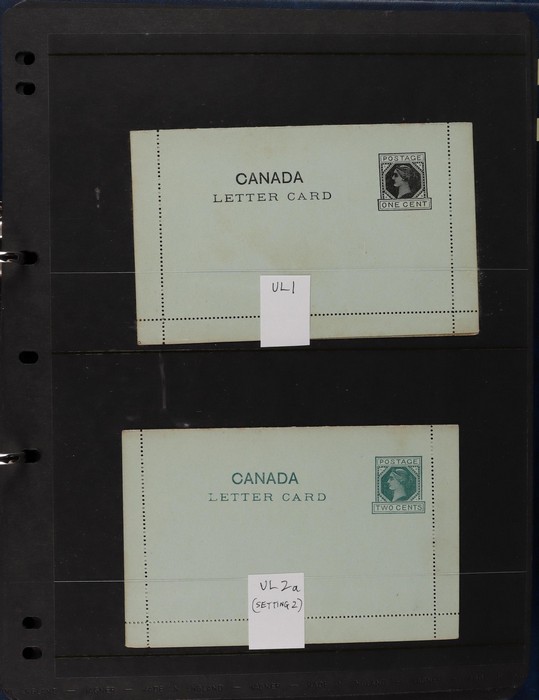 CANADA
LETTER CARD
POSTAGE
ONE CENT
UL1
CANADA
LETTER CARD
POSTAGE
TWO CENTS
UL2a
(SETTING 2)